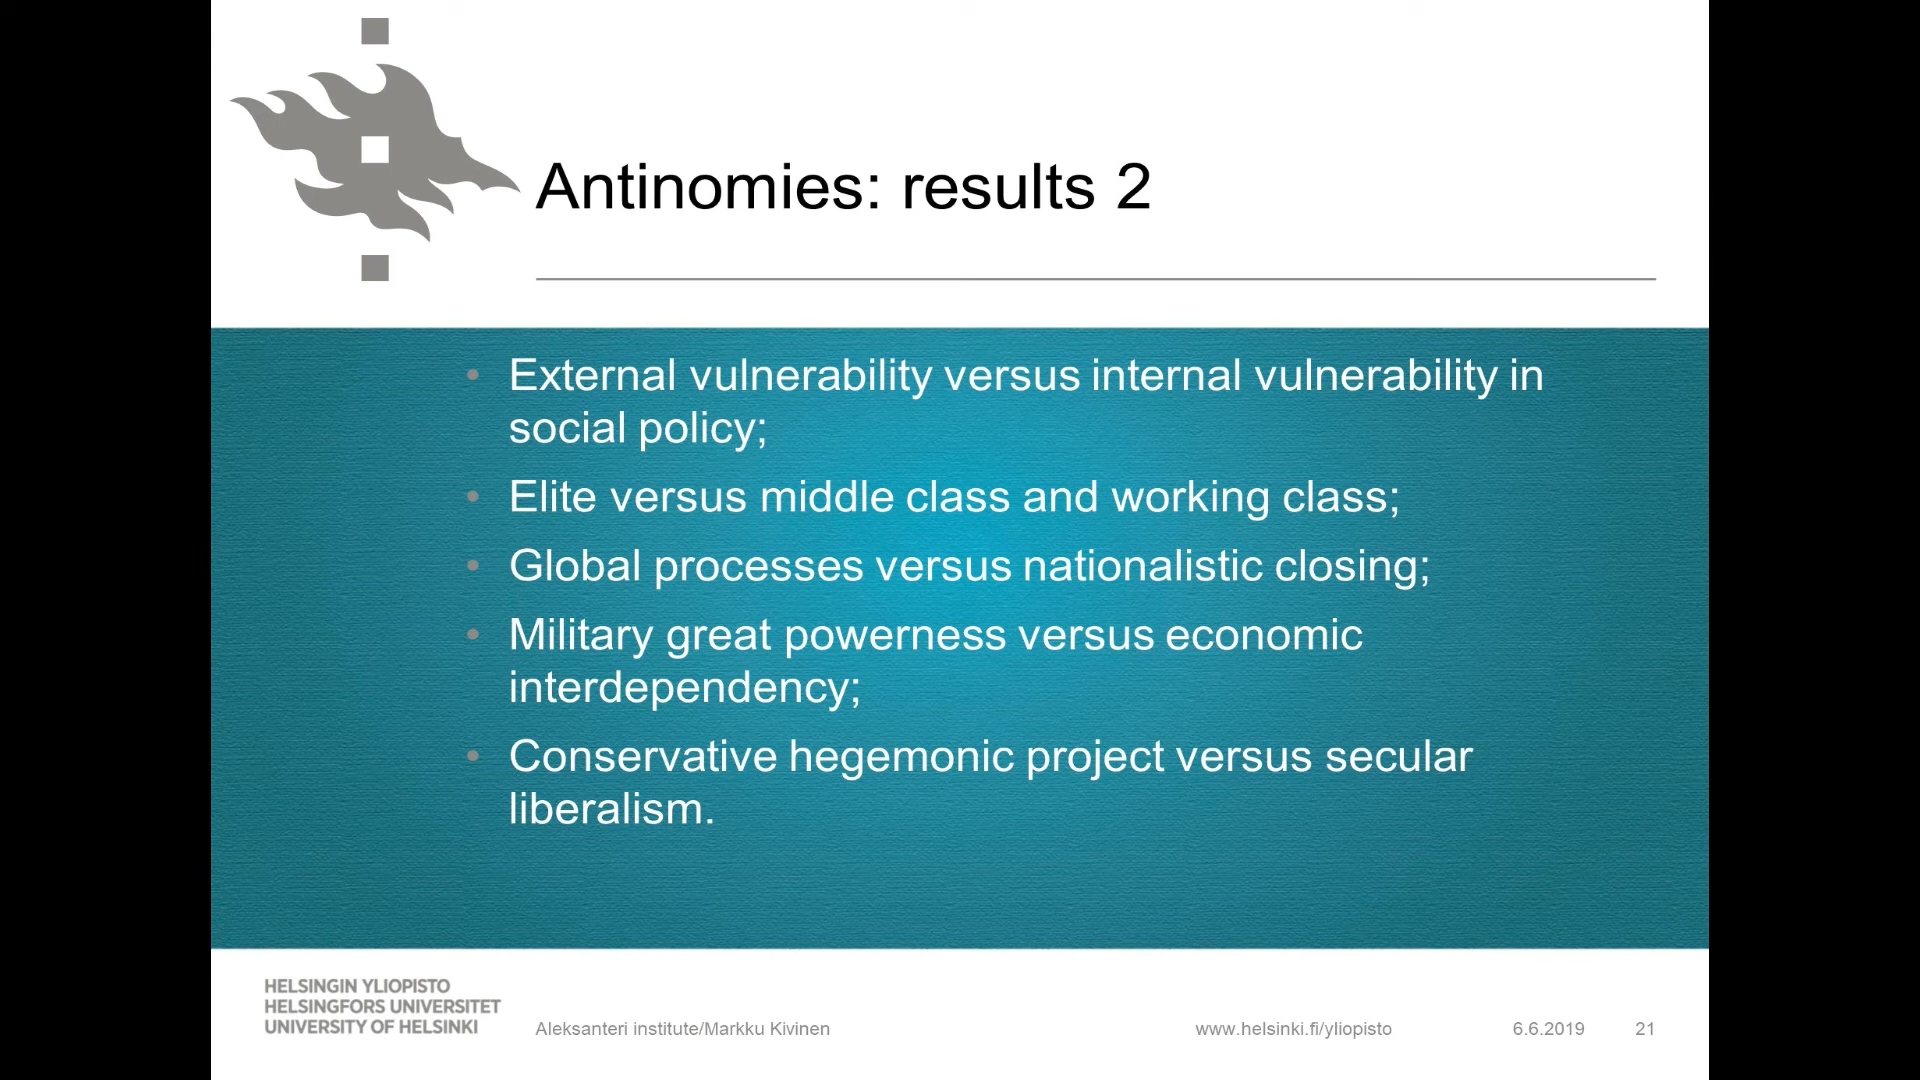 Antinomies: results 2
• External vulnerability versus internal vulnerability in
social policy;
• Elite versus middle class and working class;
• Global processes versus nationalistic closing;
• Military great powerness versus economic
interdependency;
• Conservative hegemonic project versus secular
liberalism.
HELSINGIN YLIOPISTO
HELSINGFORS UNIVERSITET
UNIVERSITY OF HELSINKI
Aleksanteri institute/Markku Kivinen
www.helsinki.fi/yliopisto
6.6.2019
21